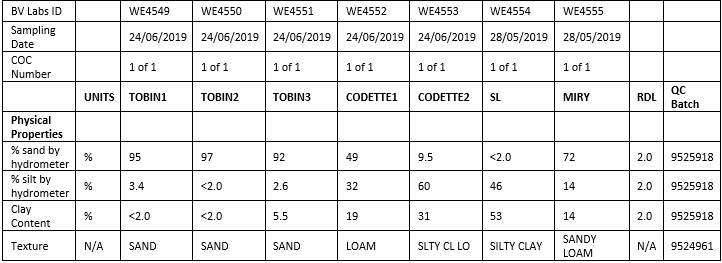 BV Labs ID WE4549 WE4550 WE4551 WE4552 WE4553 WE4554 WE4555
Sampling Date 24/06/2019 24/06/2019 24/06/2019 24/06/2019 24/06/2019 28/05/2019 28/05/2019
COC Number 1 of 1 1 of 1 1 of 1 1 of 1 1 of 1 1 of 1 1 of 1
UNITS TOBIN1 TOBIN2 TOBIN3 CODETTE1 CODETTE2 SL MIRY RDL QC Batch
Physical Properties
% sand by hydrometer % 95 97 92 49 9.5 <2.0 72 2.0 9525918
% silt by hydrometer % 3.4 <2.0 2.6 32 60 46 14 2.0 9525918
Clay Content % <2.0 <2.0 5.5 19 31 53 14 2.0 9525918
Texture N/A SAND SAND SAND LOAM SLTY CL LO SILTY CLAY SANDY LOAM N/A 9524961